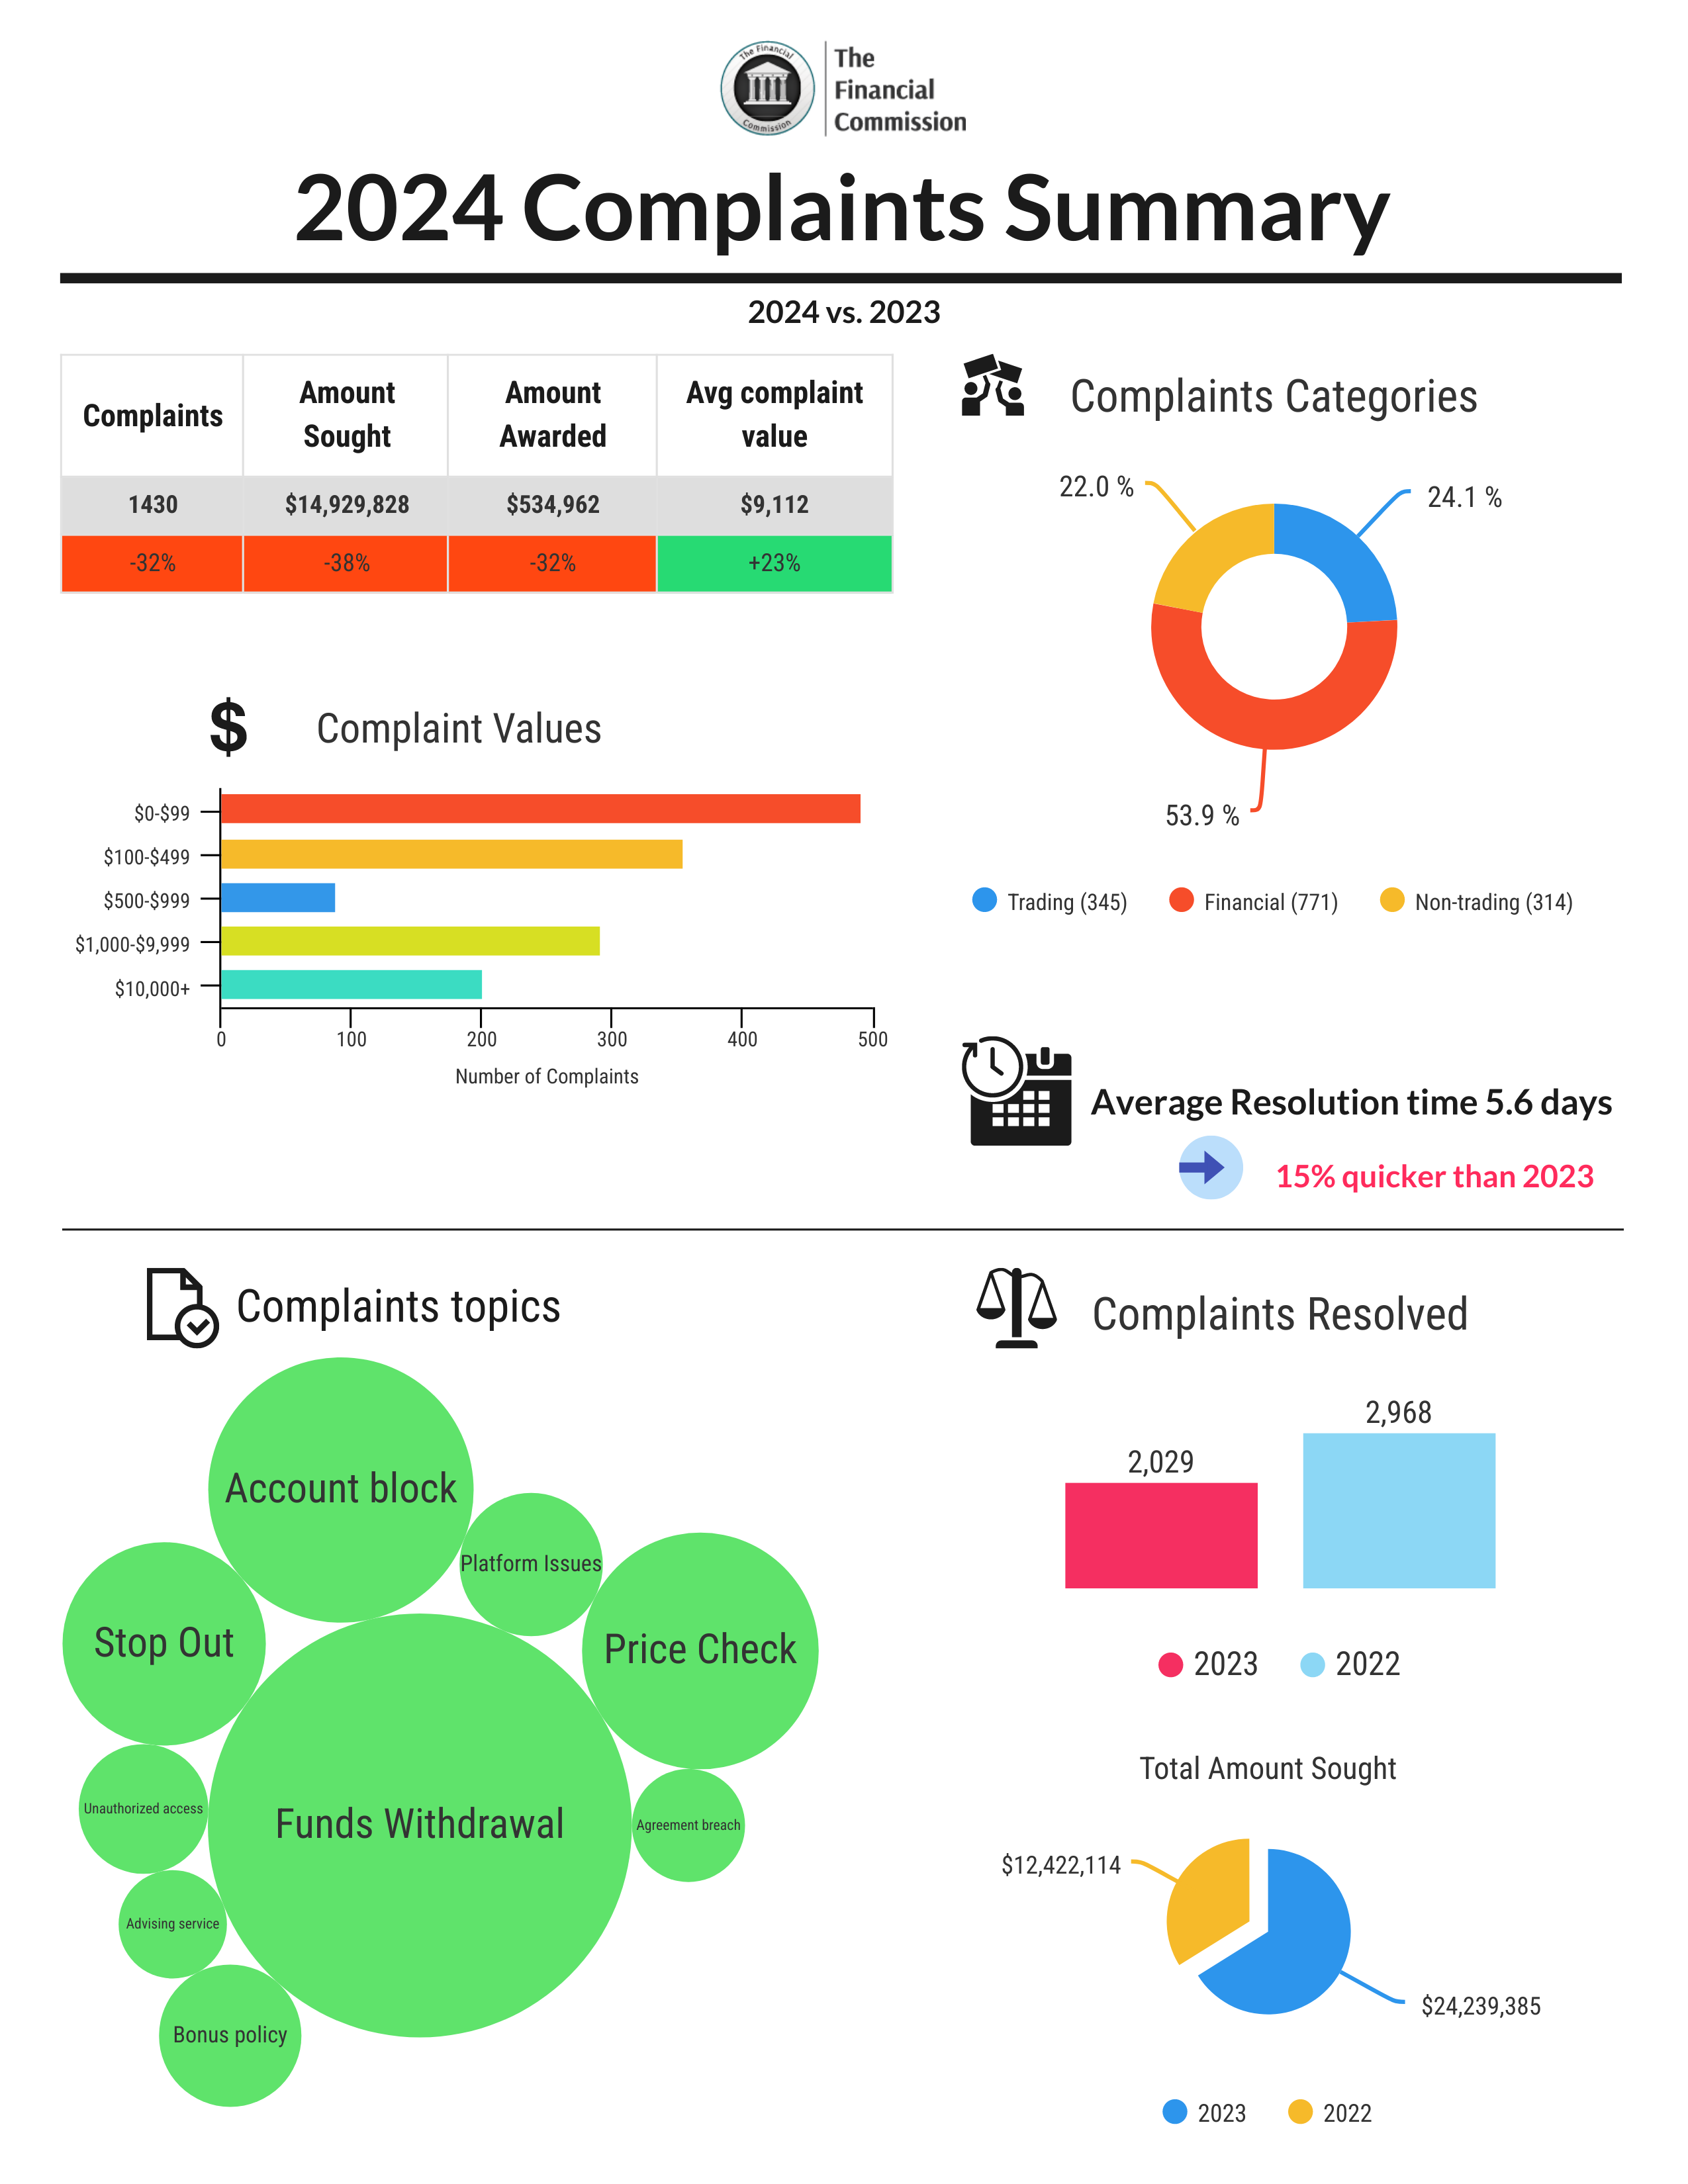 The Financial
Commission
The
Financial
Commission
2024 Complaints Summary
2024 vs. 2023
Complaints
Amount
Sought
Amount
Awarded
Avg complaint
value
1430
$14,929,828
$534,962
$9,112
-32%
-38%
-32%
+23%
Complaints Categories
22.0 %
24.1 %
53.9 %
Trading (345)
Financial (771)
Non-trading (314)
$
Complaint Values
$0-$99
$100-$499
$500-$999
$1,000-$9,999
$10,000+
0
100
200
300
400
500
Number of Complaints
Average Resolution time 5.6 days
15% quicker than 2023
Complaints topics
Account block
Platform Issues
Stop Out
Price Check
Unauthorized access
Funds Withdrawal
Agreement breach
Advising service
Bonus policy
Complaints Resolved
2,968
2,029
2023
2022
Total Amount Sought
$12,422,114
$24,239,385
2023
2022